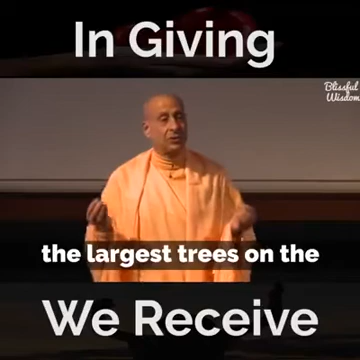 In Giving
Blissful
Wisdom
the largest trees on the
We Receive